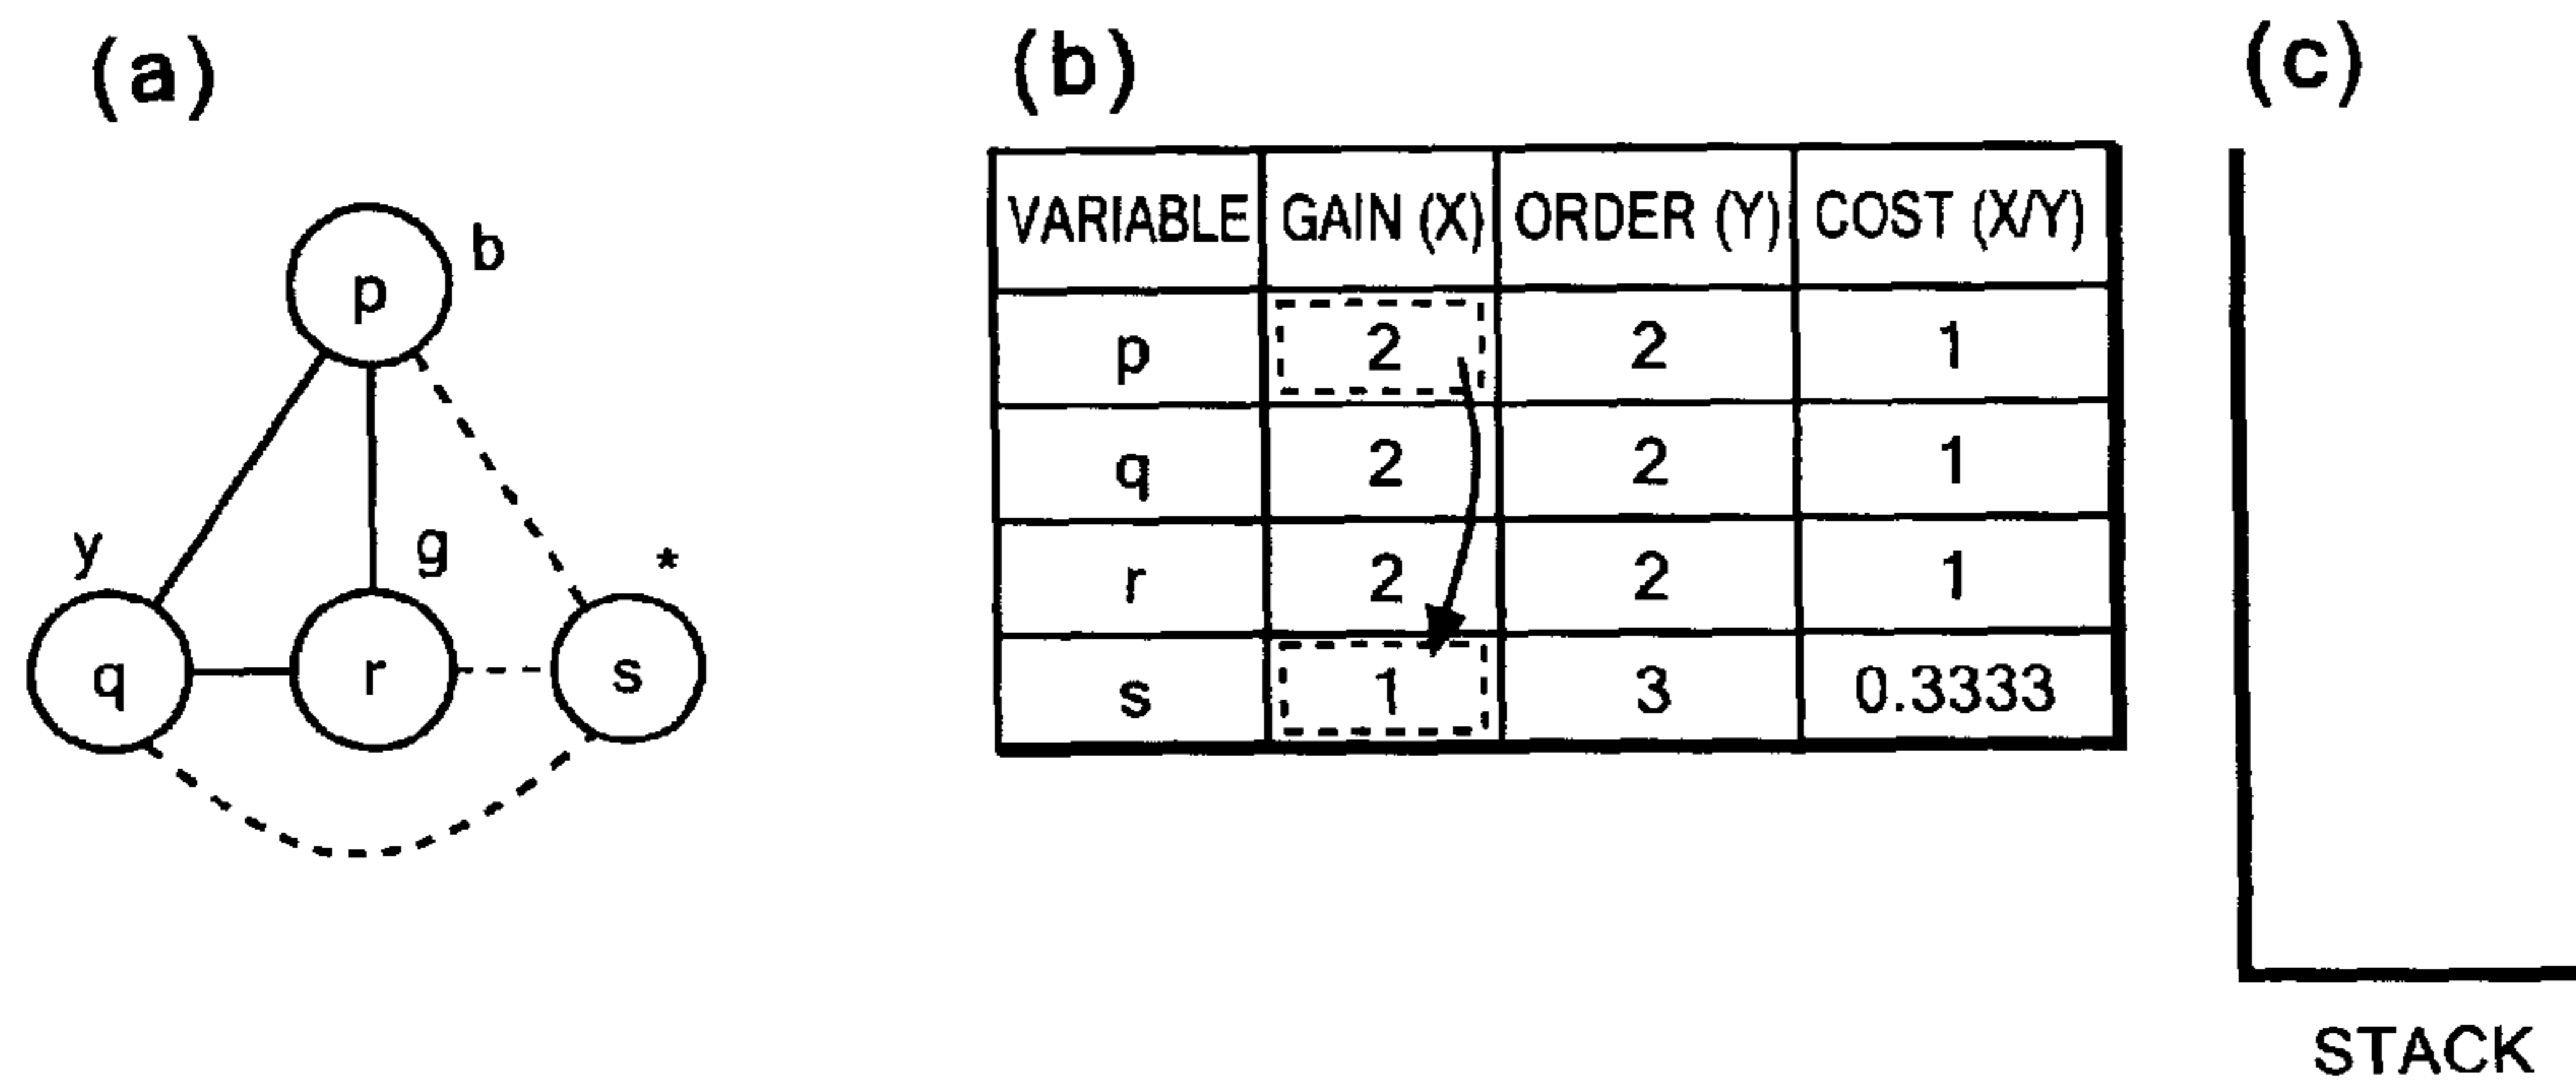 (a)
p b
y g *
q r s
(b)
VARIABLE GAIN (X) ORDER (Y) COST (X/Y)
p 2 2 1
q 2 2 1
r 2 2 1
s 1 3 0.3333
(c)
STACK